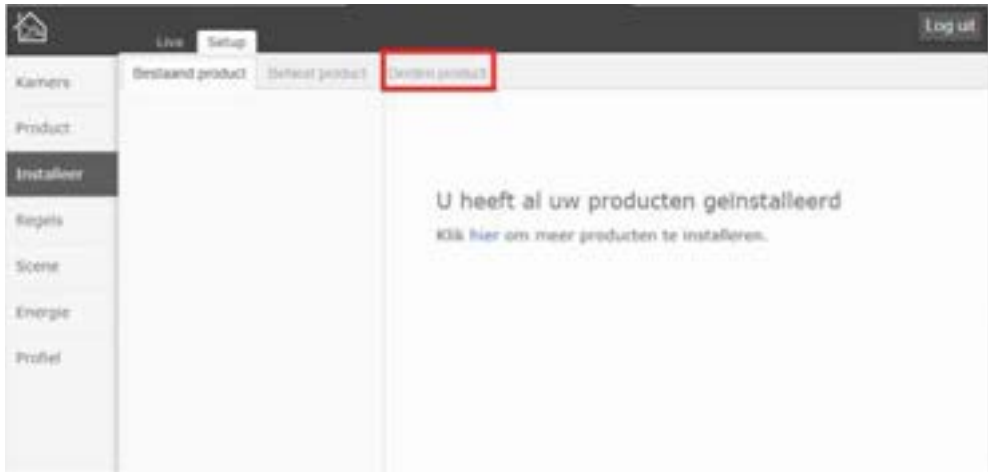 Log uit
Live Setup
Bestaand product Beheer product Derden product
Kamers
Product
Installeer
Regels
Scene
Energie
Profiel
U heeft al uw producten geïnstalleerd
Klik hier om meer producten te installeren.